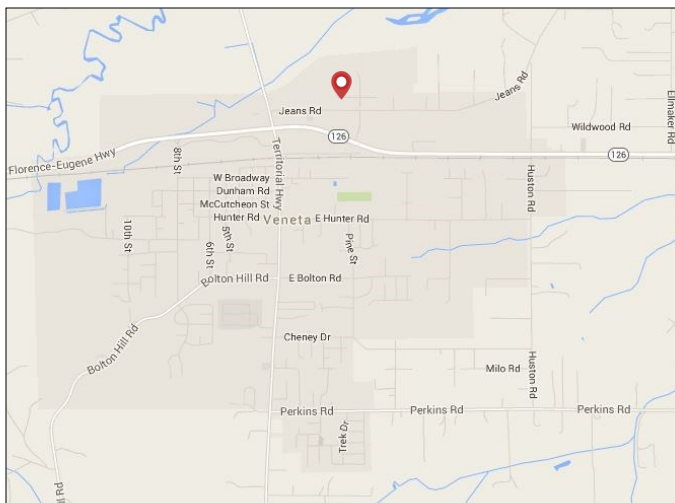 Jeans Rd
Jeans Rd
Ellmaker Rd
Wildwood Rd
126
Florence-Eugene Hwy
8th St
Territorial Hwy
126
W Broadway
Dunham Rd
McCutcheon St
Hunter Rd
Veneta
E Hunter Rd
Huston Rd
10th St
6th St
5th St
Pine St
Bolton Hill Rd
E Bolton Rd
Cheney Dr
Bolton Hill Rd
Milo Rd
Huston Rd
Perkins Rd
Perkins Rd
Perkins Rd
Trek Dr
Hill Rd